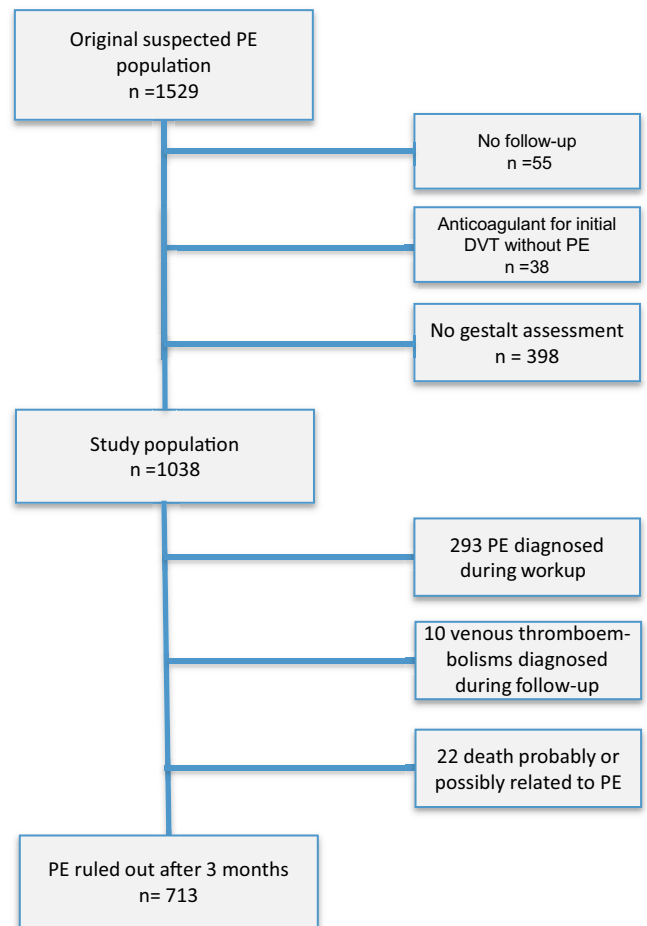 Original suspected PE
population
n =1529
No follow-up
n =55
Anticoagulant for initial
DVT without PE
n =38
No gestalt assessment
n = 398
Study population
n =1038
293 PE diagnosed
during workup
10 venous thromboem-
bolisms diagnosed
during follow-up
22 death probably or
possibly related to PE
PE ruled out after 3 months
n= 713